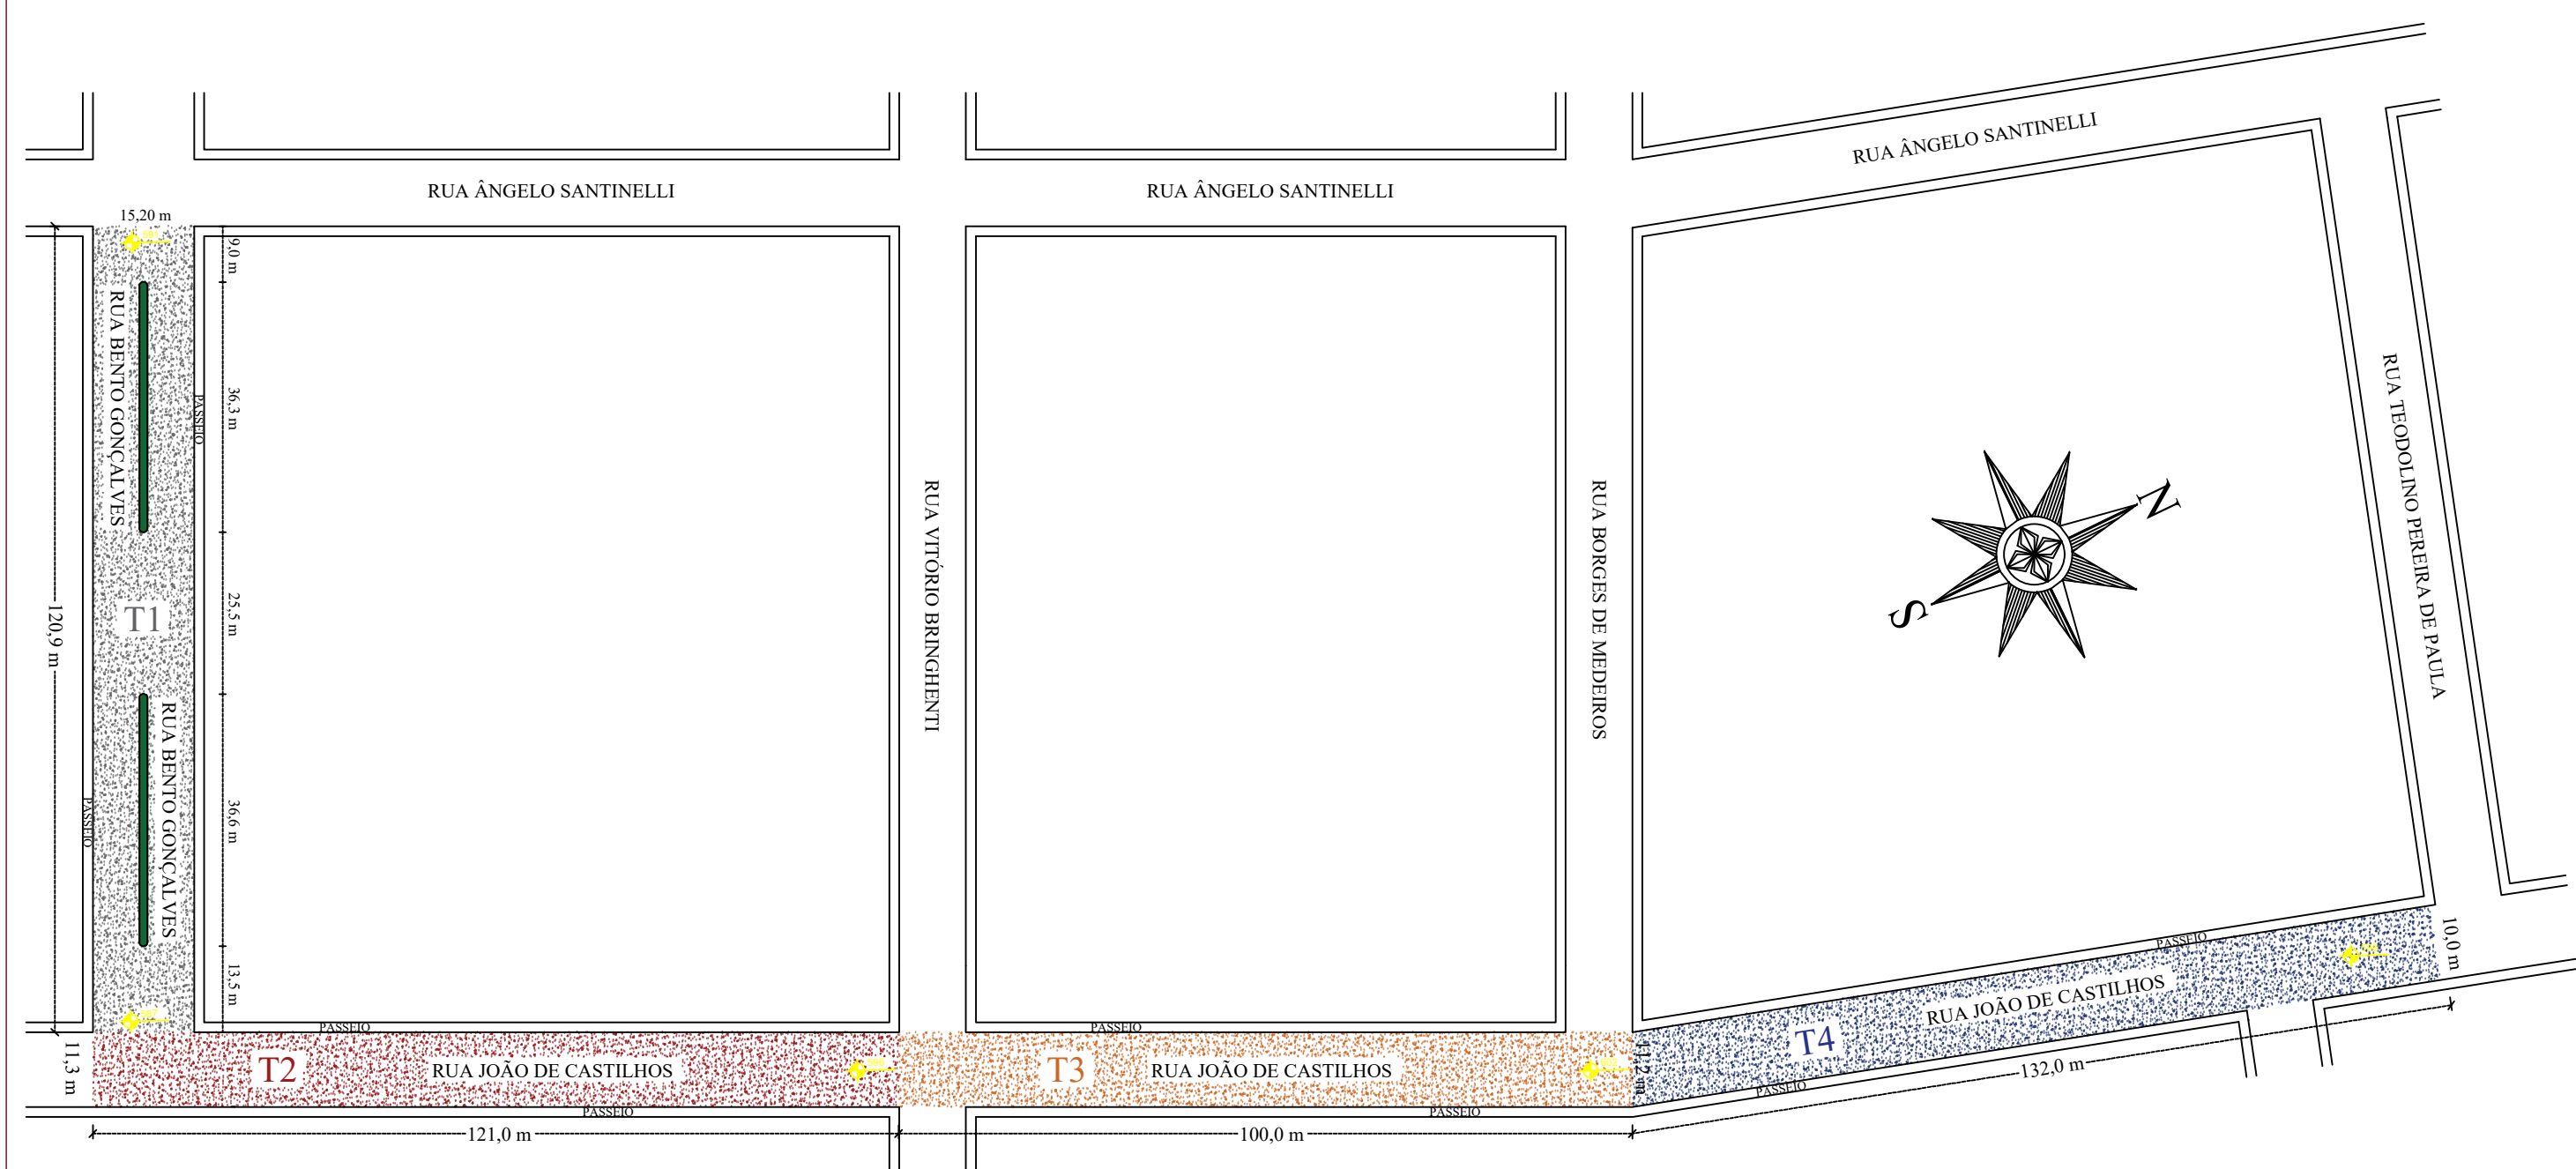 RUA ÂNGELO SANTINELLI
RUA ÂNGELO SANTINELLI
RUA ÂNGELO SANTINELLI
15,20 m
9,0 m
RUA BENTO GONÇALVES
PASSEIO
36,3 m
RUA VITÓRIO BRINGHENTI
RUA BORGES DE MEDEIROS
RUA TEODOLINO PEREIRA DE PAULA
N
S
120,9 m
T1
25,5 m
PASSEIO
RUA BENTO GONÇALVES
36,6 m
13,5 m
10,0 m
PASSEIO
PASSEIO
PASSEIO
11,3 m
T2
RUA JOÃO DE CASTILHOS
T3
RUA JOÃO DE CASTILHOS
11,2 m
T4
RUA JOÃO DE CASTILHOS
PASSEIO
PASSEIO
PASSEIO
121,0 m
100,0 m
132,0 m